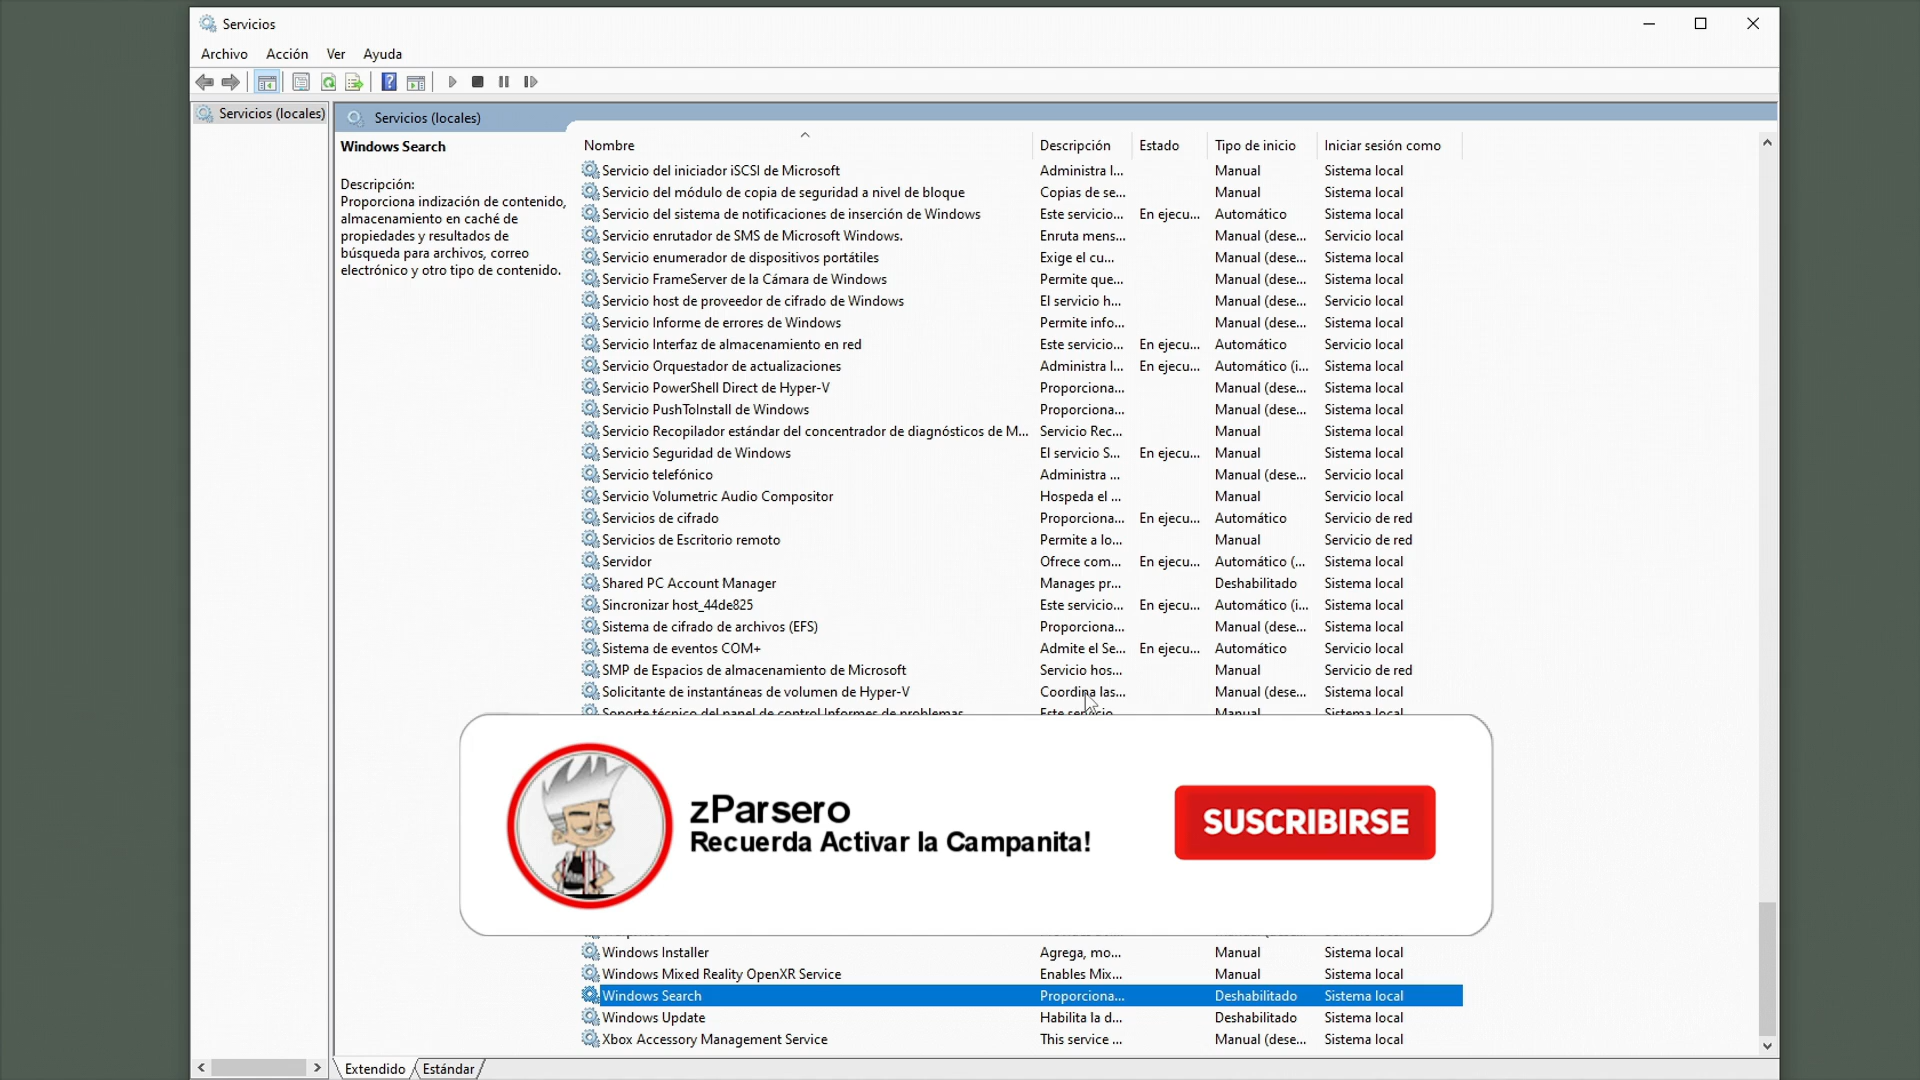 Servicios
Archivo Acción Ver Ayuda
Servicios (locales)
Servicios (locales)
Windows Search
Descripción:
Proporciona indización de contenido,
almacenamiento en caché de
propiedades y resultados de
búsqueda para archivos, correo
electrónico y otro tipo de contenido.
Nombre Descripción Estado Tipo de inicio Iniciar sesión como
Servicio del iniciador iSCSI de Microsoft Administra l... Manual Sistema local
Servicio del módulo de copia de seguridad a nivel de bloque Copias de se... Manual Sistema local
Servicio del sistema de notificaciones de inserción de Windows Este servicio... En ejecu... Automático Sistema local
Servicio enrutador de SMS de Microsoft Windows. Enruta mens... Manual (dese... Servicio local
Servicio enumerador de dispositivos portátiles Exige el cu... Manual (dese... Sistema local
Servicio FrameServer de la Cámara de Windows Permite que... Manual (dese... Sistema local
Servicio host de proveedor de cifrado de Windows El servicio h... Manual (dese... Servicio local
Servicio Informe de errores de Windows Permite info... Manual (dese... Sistema local
Servicio Interfaz de almacenamiento en red Este servicio... En ejecu... Automático Servicio local
Servicio Orquestador de actualizaciones Administra l... En ejecu... Automático (i... Sistema local
Servicio PowerShell Direct de Hyper-V Proporciona... Manual (dese... Sistema local
Servicio PushToInstall de Windows Proporciona... Manual (dese... Sistema local
Servicio Recopilador estándar del concentrador de diagnósticos de M... Servicio Rec... Manual Sistema local
Servicio Seguridad de Windows El servicio S... En ejecu... Manual Sistema local
Servicio telefónico Administra ... Manual (dese... Servicio local
Servicio Volumetric Audio Compositor Hospeda el ... Manual Servicio local
Servicios de cifrado Proporciona... En ejecu... Automático Servicio de red
Servicios de Escritorio remoto Permite a lo... Manual Servicio de red
Servidor Ofrece com... En ejecu... Automático (... Sistema local
Shared PC Account Manager Manages pr... Deshabilitado Sistema local
Sincronizar host_44de825 Este servicio... En ejecu... Automático (i... Sistema local
Sistema de cifrado de archivos (EFS) Proporciona... Manual (dese... Sistema local
Sistema de eventos COM+ Admite el Se... En ejecu... Automático Servicio local
SMP de Espacios de almacenamiento de Microsoft Servicio hos... Manual Servicio de red
Solicitante de instantáneas de volumen de Hyper-V Coordina las... Manual (dese... Sistema local
Soporte técnico del panel de control Informes de problemas Este servicio Manual Sistema local
zParsero
Recuerda Activar la Campanita!
SUSCRIBIRSE
Windows Installer Agrega, mo... Manual Sistema local
Windows Mixed Reality OpenXR Service Enables Mix... Manual Sistema local
Windows Search Proporciona... Deshabilitado Sistema local
Windows Update Habilita la d... Deshabilitado Sistema local
Xbox Accessory Management Service This service ... Manual (dese... Sistema local
Extendido Estándar